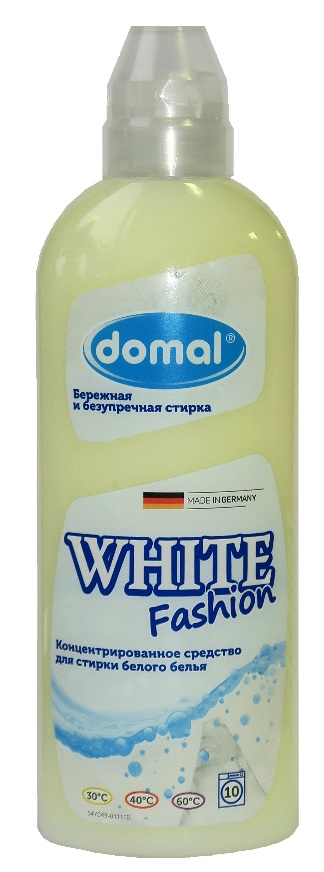 domal®
Бережная
и безупречная стирка
MADE IN GERMANY
WHITE
Fashion
Концентрированное средство
для стирки белого белья
30°C 40°C 60°C 10